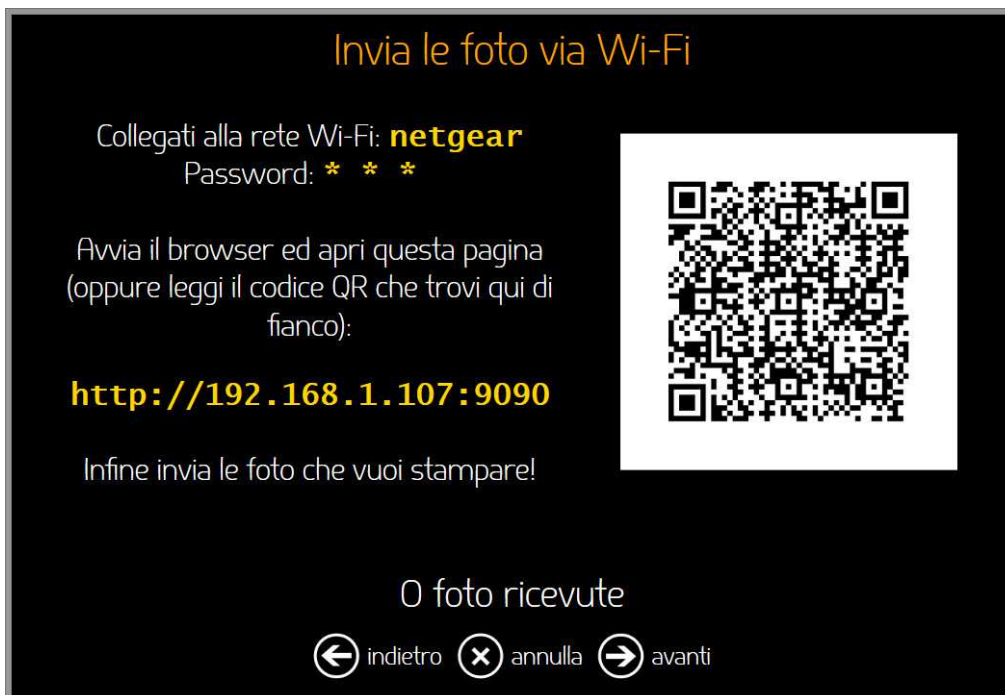 Invia le foto via Wi-Fi
Collegati alla rete Wi-Fi: netgear
Password: * * *
Avvia il browser ed apri questa pagina
(oppure leggi il codice QR che trovi qui di
fianco):
http://192.168.1.107:9090
Infine invia le foto che vuoi stampare!
0 foto ricevute
indietro annulla avanti